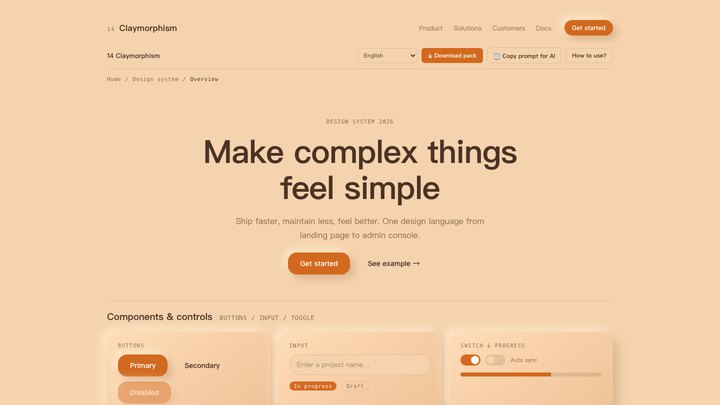 14 Claymorphism
Product Solutions Customers Docs Get started
14 Claymorphism
English Download pack Copy prompt for AI How to use?
Home / Design system / Overview
DESIGN SYSTEM 2026
Make complex things
feel simple
Ship faster, maintain less, feel better. One design language from
landing page to admin console.
Get started See example →
Components & controls BUTTONS / INPUT / TOGGLE
BUTTONS
Primary Secondary
Disabled
INPUT
Enter a project name...
In progress Draft
SWITCH & PROGRESS
Auto sync